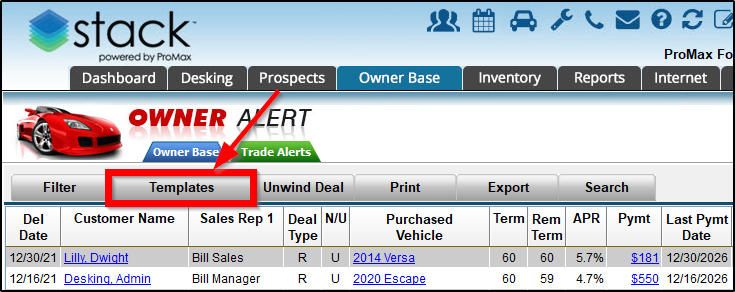 stack
powered by ProMax
ProMax Fo
Dashboard Desking Prospects Owner Base Inventory Reports Internet
OWNER ALERT
Owner Base Trade Alerts
Filter Templates Unwind Deal Print Export Search
Del Date Customer Name Sales Rep 1 Deal Type N/U Purchased Vehicle Term Rem Term APR Pymt Last Pymt Date
12/30/21 Lilly, Dwight Bill Sales R U 2014 Versa 60 60 5.7% $181 12/30/2026
12/16/21 Desking, Admin Bill Manager R U 2020 Escape 60 59 4.7% $550 12/16/2026